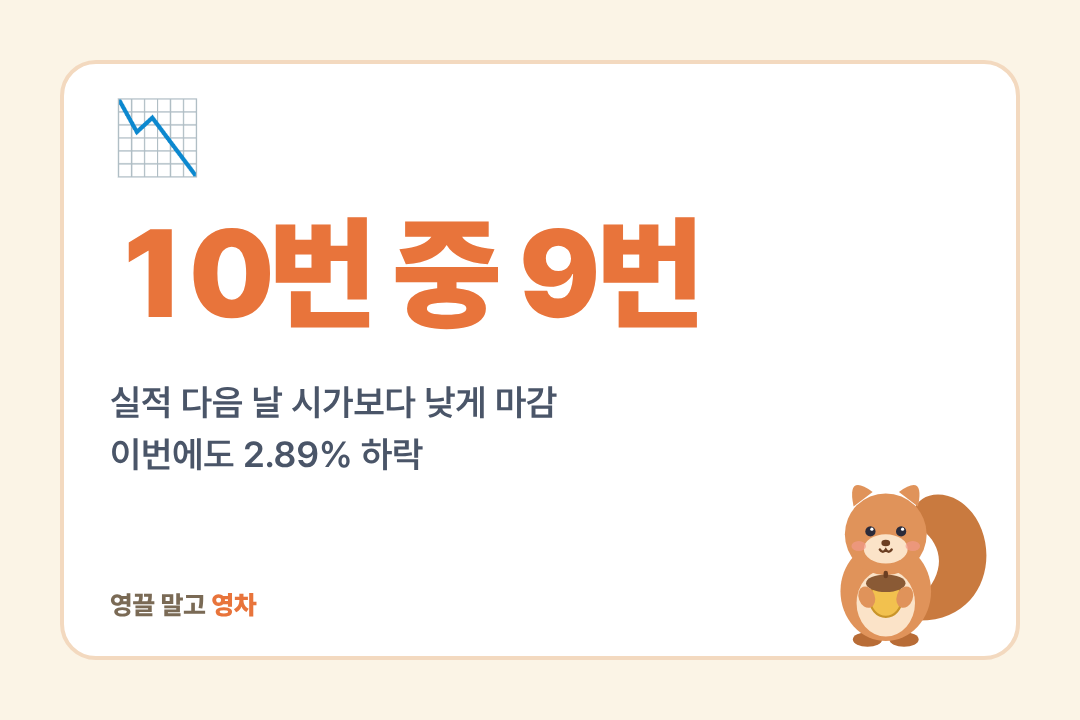 10번 중 9번
실적 다음 날 시가보다 낮게 마감
이번에도 2.89% 하락
영끌 말고 영차